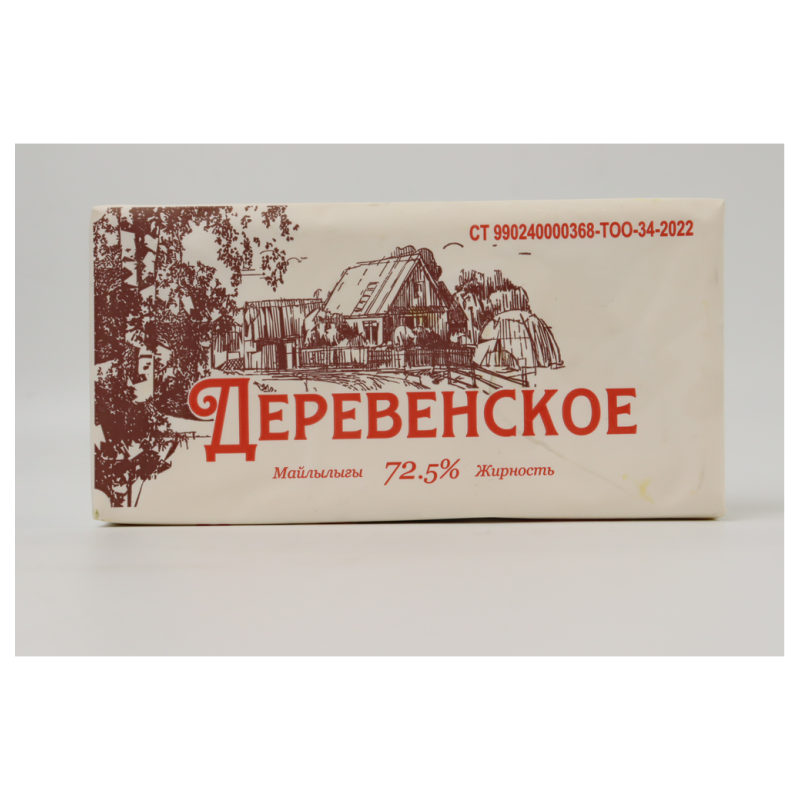 СТ 990240000368-ТОО-34-2022
ДЕРЕВЕНСКОЕ
Майлылығы 72.5% Жирность